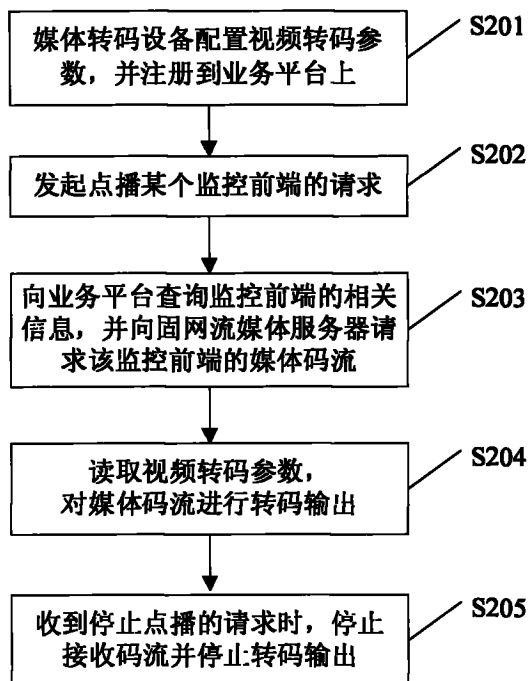 媒体转码设备配置视频转码参
数，并注册到业务平台上
S201
发起点播某个监控前端的请求
S202
向业务平台查询监控前端的相关
信息，并向固网流媒体服务器请
求该监控前端的媒体码流
S203
读取视频转码参数，
对媒体码流进行转码输出
S204
收到停止点播的请求时，停止
接收码流并停止转码输出
S205